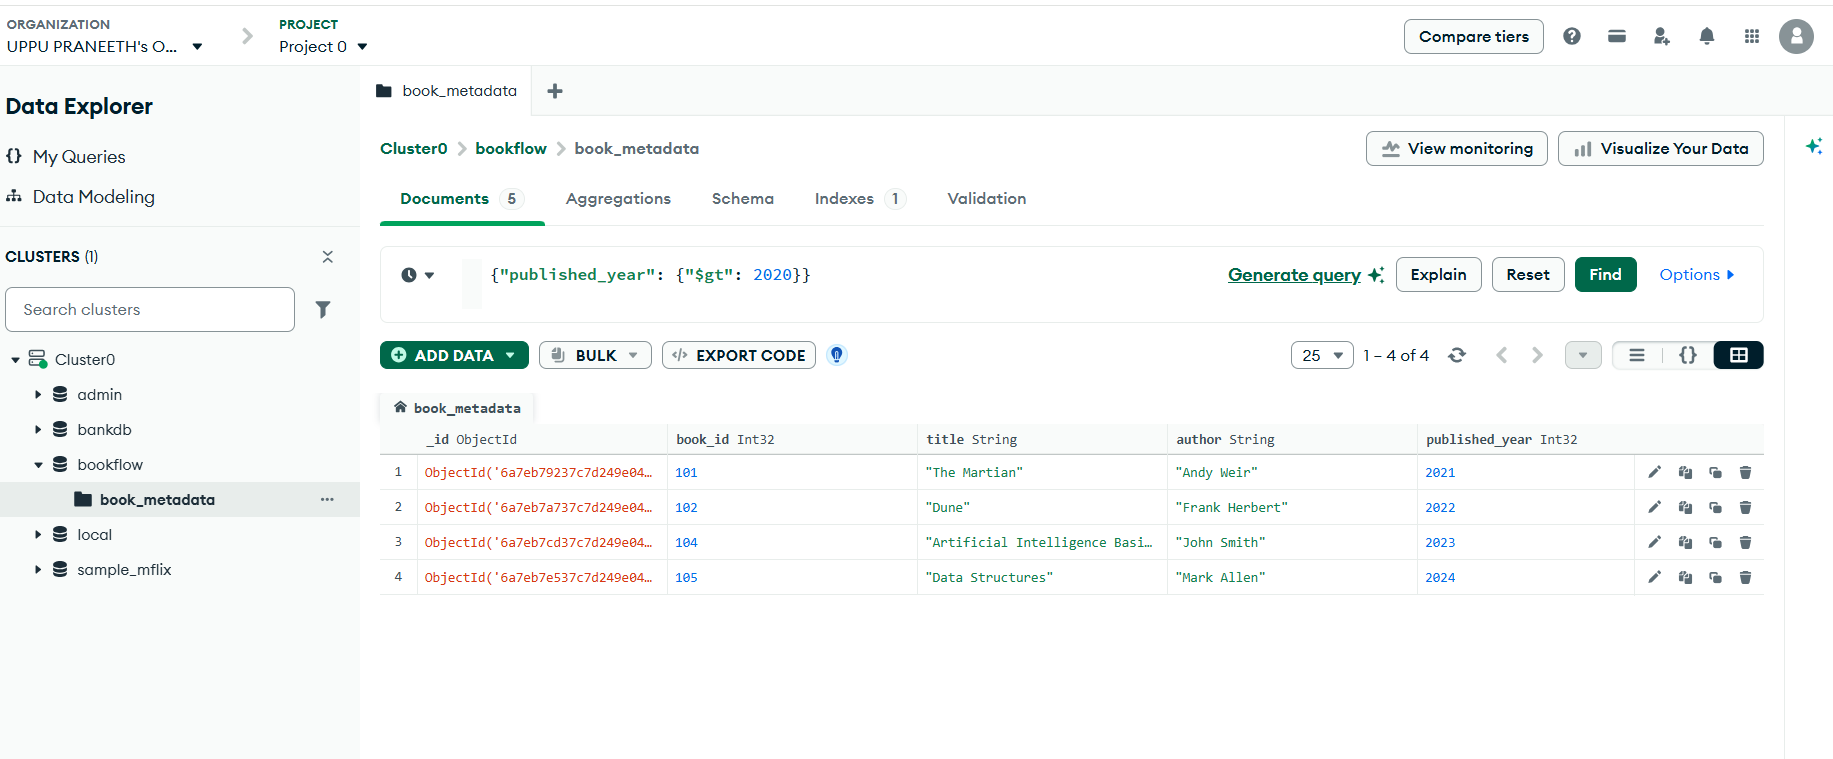 ORGANIZATION
UPPU PRANEETH's O...
PROJECT
Project 0
Compare tiers
Data Explorer
My Queries
Data Modeling
CLUSTERS (1)
Search clusters
Cluster0
admin
bankdb
bookflow
book_metadata
local
sample_mflix
book_metadata
Cluster0 > bookflow > book_metadata
View monitoring
Visualize Your Data
Documents 5
Aggregations
Schema
Indexes 1
Validation
{"published_year": {"$gt": 2020}}
Generate query
Explain
Reset
Find
Options
ADD DATA
BULK
EXPORT CODE
25
1 – 4 of 4
book_metadata
_id ObjectId book_id Int32 title String author String published_year Int32
1 ObjectId('6a7eb79237c7d249e04… 101 "The Martian" "Andy Weir" 2021
2 ObjectId('6a7eb7a737c7d249e04… 102 "Dune" "Frank Herbert" 2022
3 ObjectId('6a7eb7cd37c7d249e04… 104 "Artificial Intelligence Basi… "John Smith" 2023
4 ObjectId('6a7eb7e537c7d249e04… 105 "Data Structures" "Mark Allen" 2024